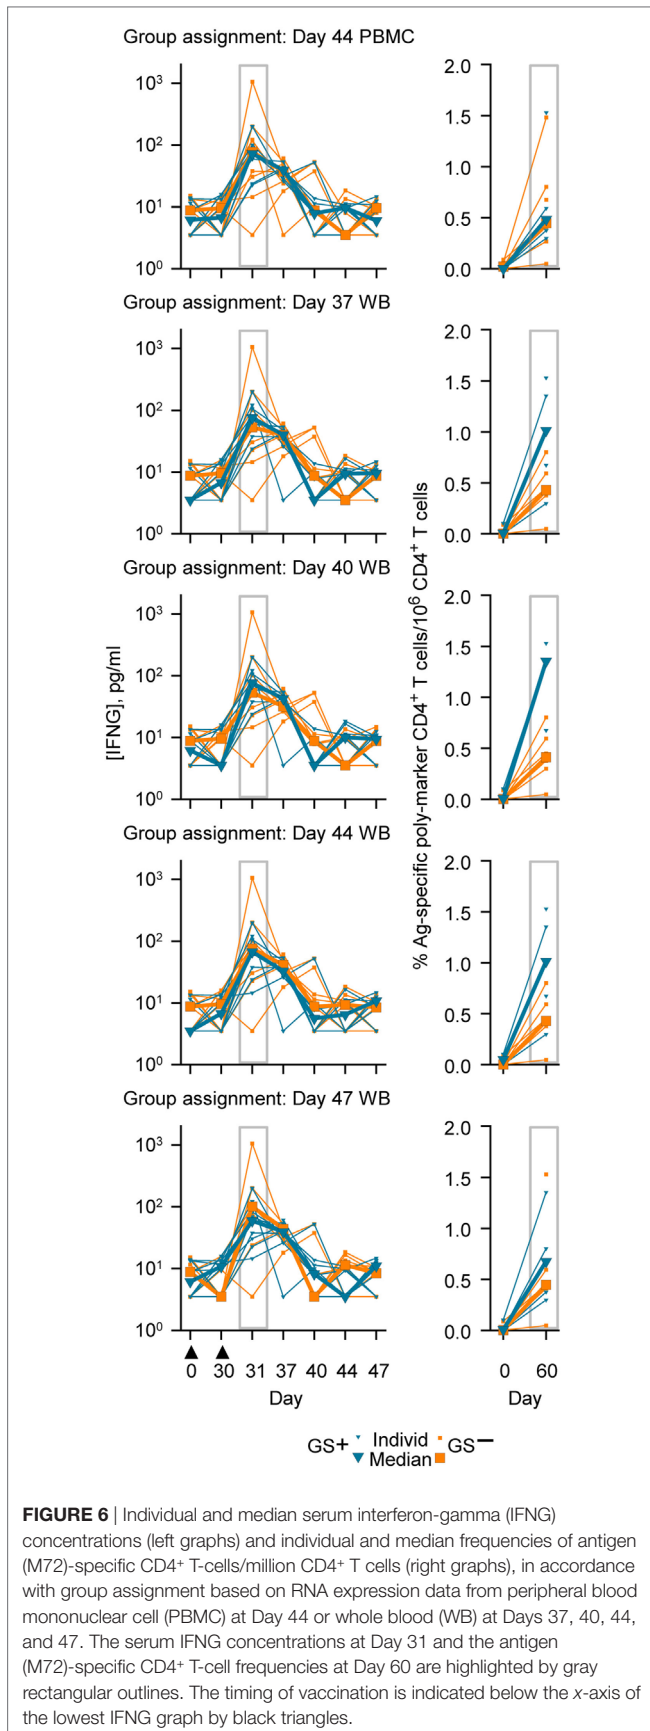 Group assignment: Day 44 PBMC
10³
10²
10¹
10⁰
2.0
1.5
1.0
0.5
0.0
Group assignment: Day 37 WB
10³
10²
10¹
10⁰
2.0
1.5
1.0
0.5
0.0
Group assignment: Day 40 WB
10³
10²
10¹
10⁰
2.0
1.5
1.0
0.5
0.0
Group assignment: Day 44 WB
10³
10²
10¹
10⁰
2.0
1.5
1.0
0.5
0.0
Group assignment: Day 47 WB
10³
10²
10¹
10⁰
2.0
1.5
1.0
0.5
0.0
[IFNG], pg/ml
% Ag-specific poly-marker CD4⁺ T cells/10⁶ CD4⁺ T cells
0 30 31 37 40 44 47
Day
0 60
Day
GS+ Individ GS−
Median
FIGURE 6 | Individual and median serum interferon-gamma (IFNG)
concentrations (left graphs) and individual and median frequencies of antigen
(M72)-specific CD4⁺ T-cells/million CD4⁺ T cells (right graphs), in accordance
with group assignment based on RNA expression data from peripheral blood
mononuclear cell (PBMC) at Day 44 or whole blood (WB) at Days 37, 40, 44,
and 47. The serum IFNG concentrations at Day 31 and the antigen
(M72)-specific CD4⁺ T-cell frequencies at Day 60 are highlighted by gray
rectangular outlines. The timing of vaccination is indicated below the x-axis of
the lowest IFNG graph by black triangles.